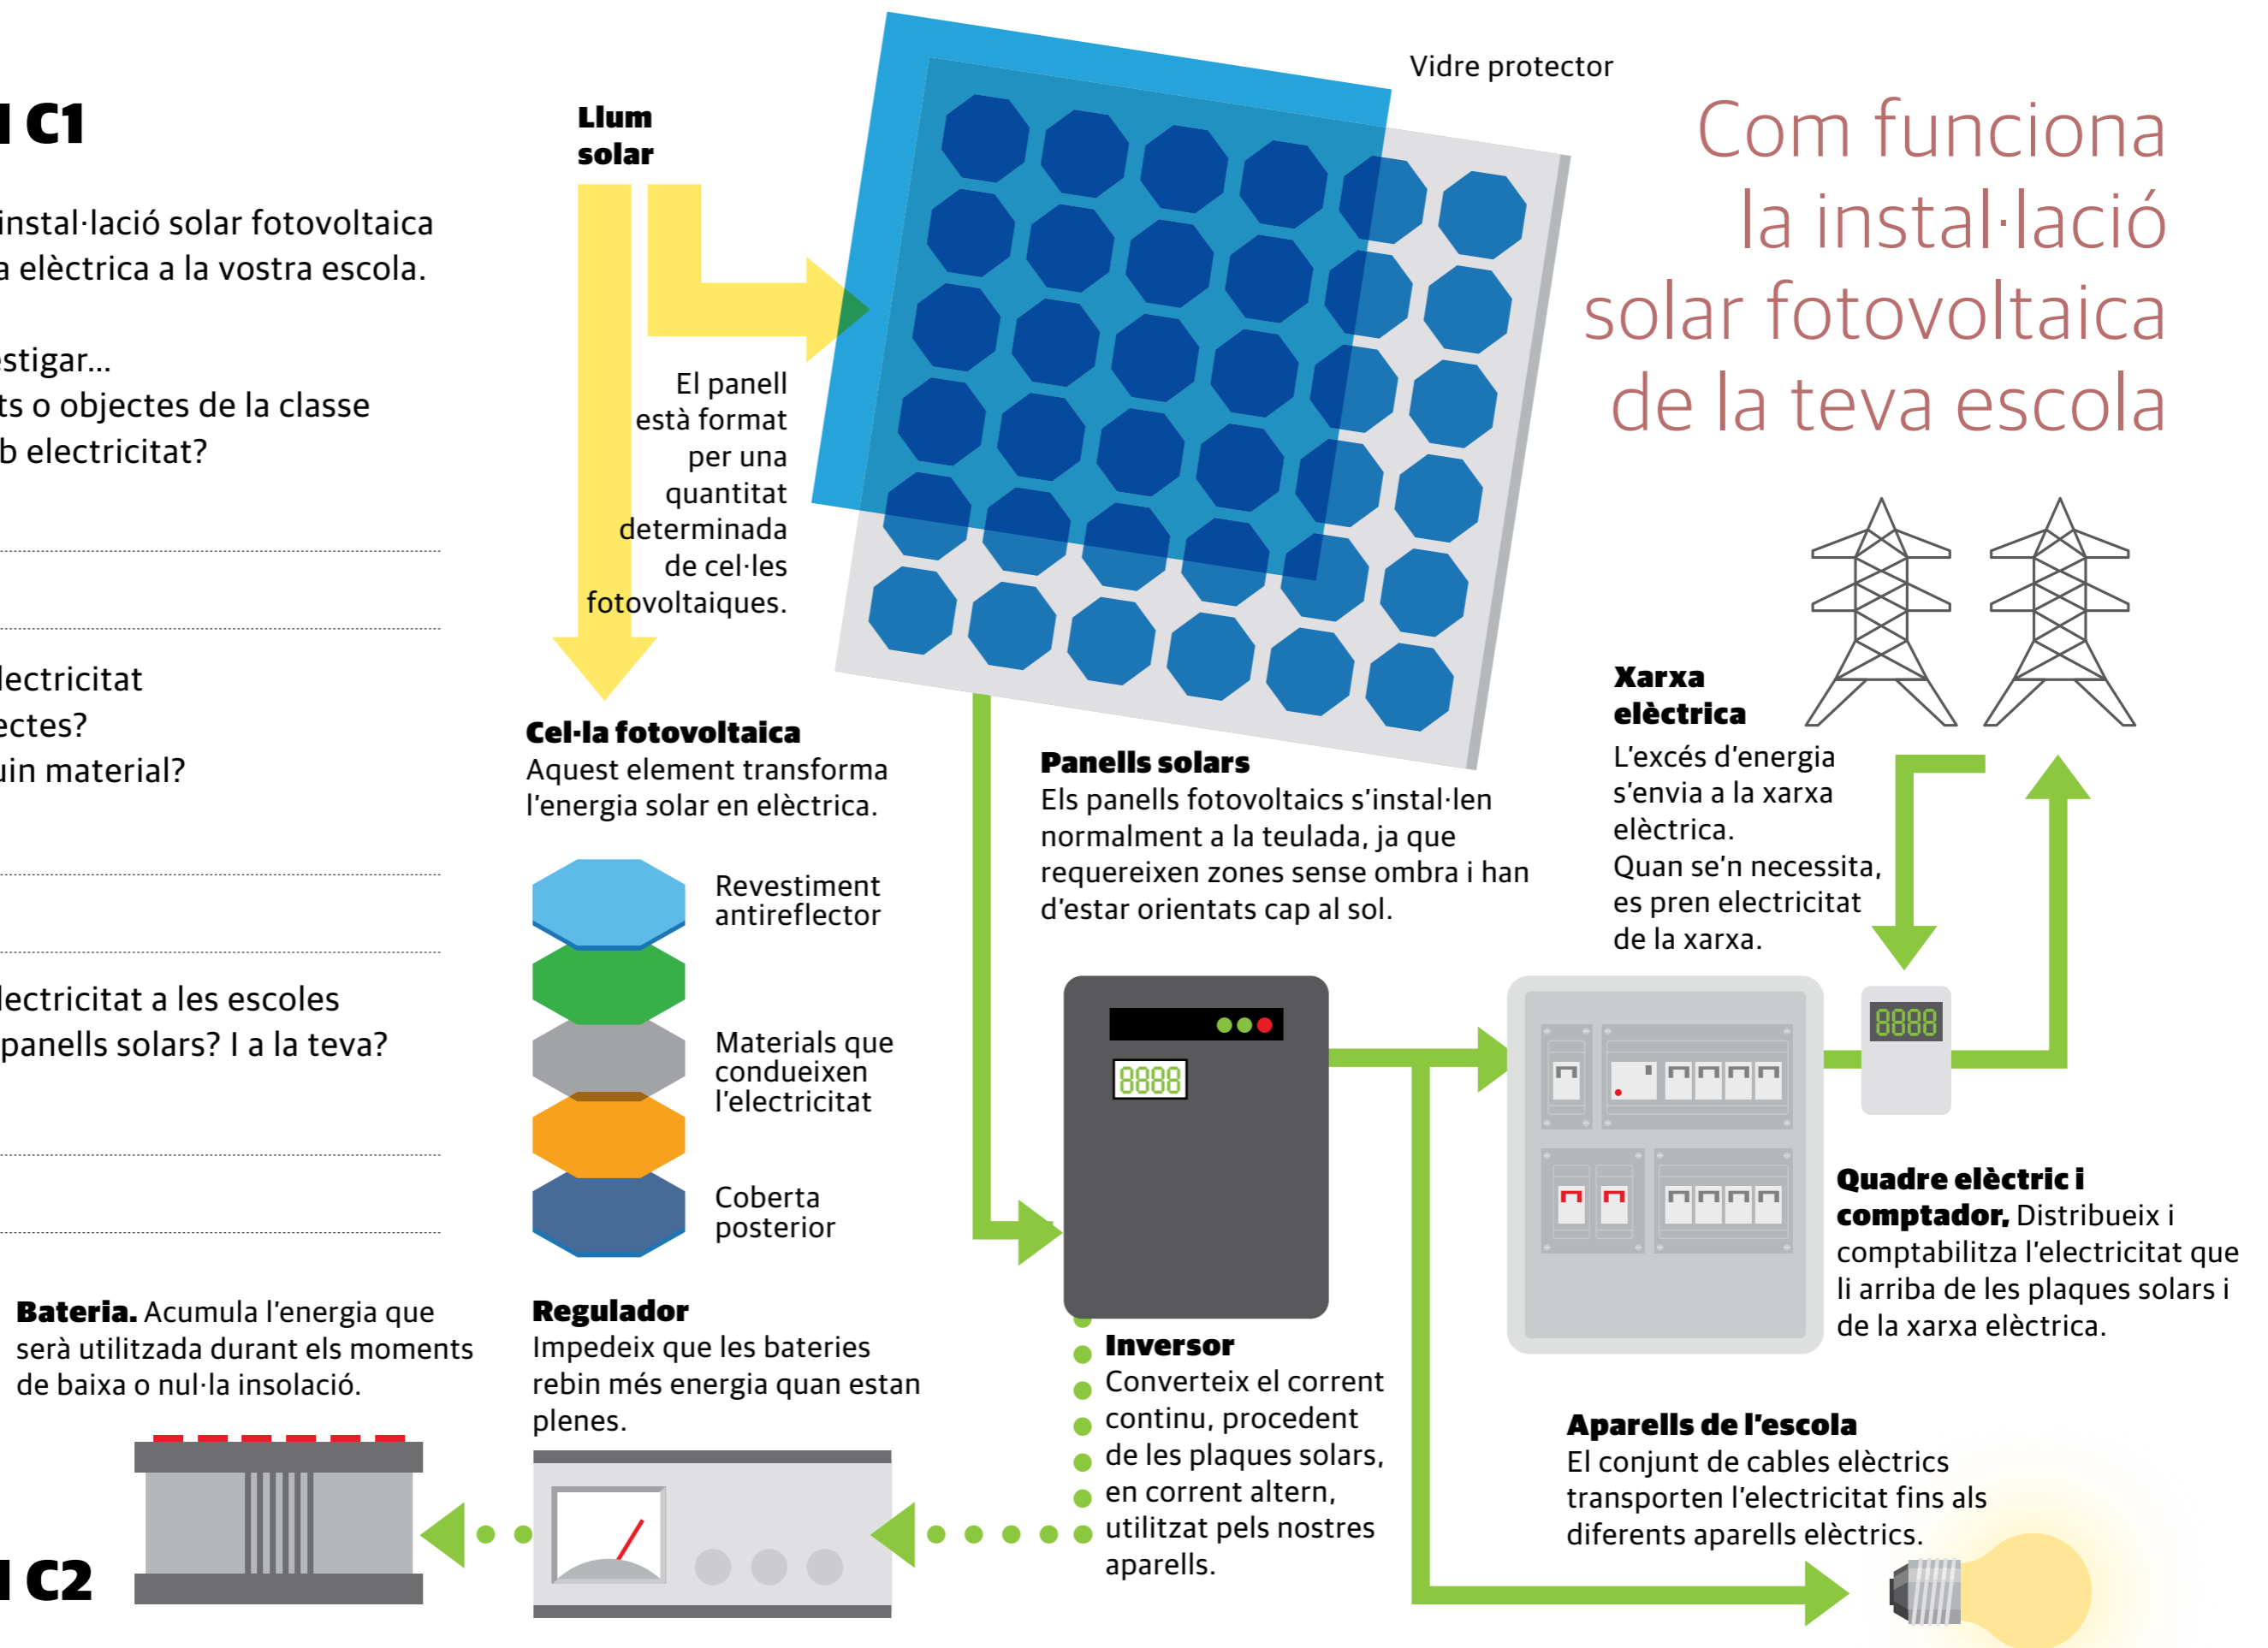 C1
instal·lació solar fotovoltaica
a elèctrica a la vostra escola.
estigar...
ts o objectes de la classe
b electricitat?
lectricitat
ectes?
uin material?
lectricitat a les escoles
panells solars? I a la teva?
Llum
solar
El panell
està format
per una
quantitat
determinada
de cel·les
fotovoltaiques.
Vidre protector
Com funciona
la instal·lació
solar fotovoltaica
de la teva escola
Cel·la fotovoltaica
Aquest element transforma
l'energia solar en elèctrica.
Revestiment
antireflector
Materials que
condueixen
l'electricitat
Coberta
posterior
Panells solars
Els panells fotovoltaics s'instal·len
normalment a la teulada, ja que
requereixen zones sense ombra i han
d'estar orientats cap al sol.
Xarxa
elèctrica
L'excés d'energia
s'envia a la xarxa
elèctrica.
Quan se'n necessita,
es pren electricitat
de la xarxa.
8888
8888
Quadre elèctric i
comptador, Distribueix i
comptabilitza l'electricitat que
li arriba de les plaques solars i
de la xarxa elèctrica.
Bateria. Acumula l'energia que
serà utilitzada durant els moments
de baixa o nul·la insolació.
Regulador
Impedeix que les bateries
rebin més energia quan estan
plenes.
Inversor
Converteix el corrent
continu, procedent
de les plaques solars,
en corrent altern,
utilitzat pels nostres
aparells.
Aparells de l'escola
El conjunt de cables elèctrics
transporten l'electricitat fins als
diferents aparells elèctrics.
C2